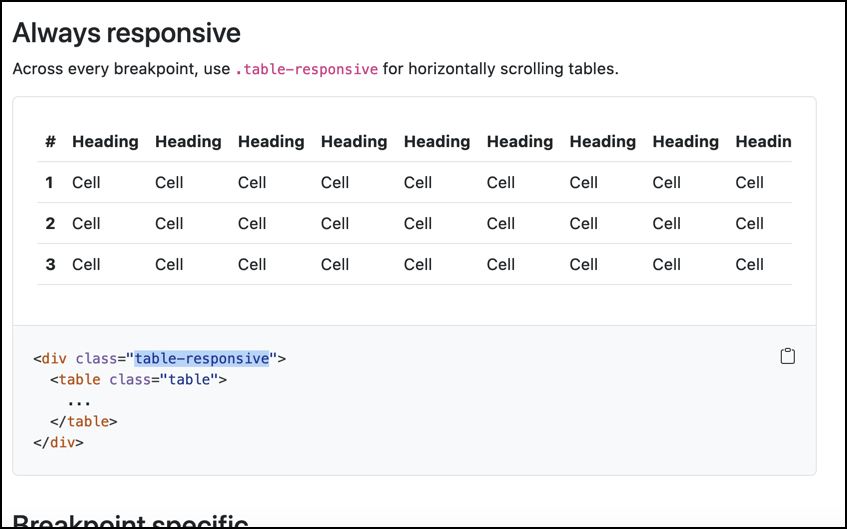 Always responsive
Across every breakpoint, use .table-responsive for horizontally scrolling tables.
# Heading Heading Heading Heading Heading Heading Heading Heading Headin
1 Cell Cell Cell Cell Cell Cell Cell Cell Cell
2 Cell Cell Cell Cell Cell Cell Cell Cell Cell
3 Cell Cell Cell Cell Cell Cell Cell Cell Cell
<div class="table-responsive">
  <table class="table">
    ...
  </table>
</div>
Breakpoint specific